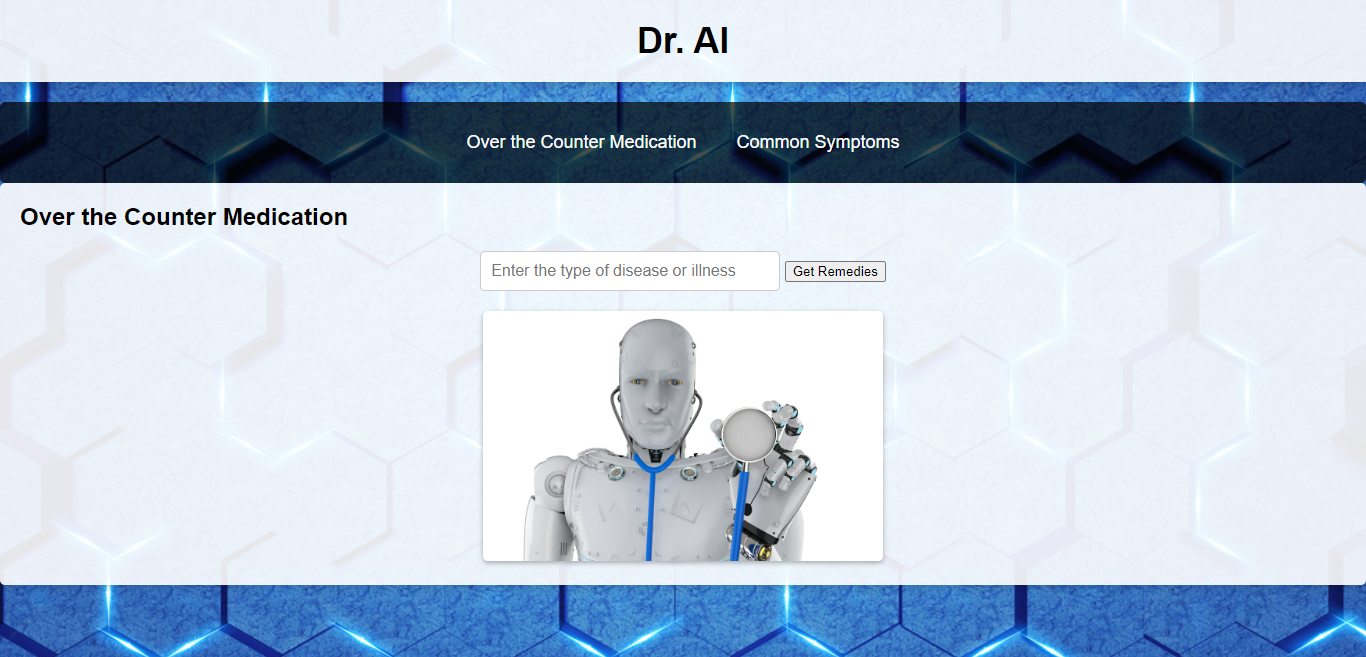 Dr. AI
Over the Counter Medication Common Symptoms
Over the Counter Medication
Enter the type of disease or illness Get Remedies